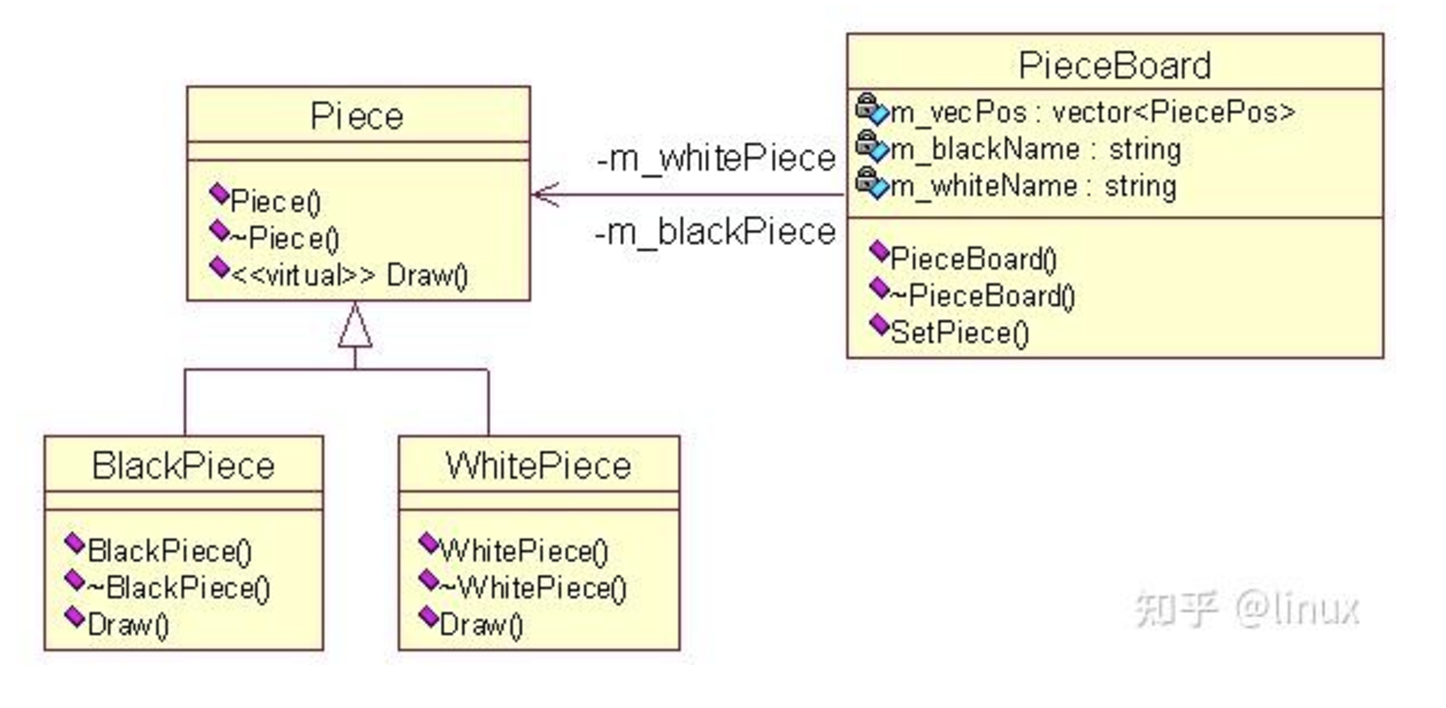 Piece
Piece()
~Piece()
<<virtual>> Draw()
-m_whitePiece
-m_blackPiece
PieceBoard
m_vecPos : vector<PiecePos>
m_blackName : string
m_whiteName : string
PieceBoard()
~PieceBoard()
SetPiece()
BlackPiece
BlackPiece()
~BlackPiece()
Draw()
WhitePiece
WhitePiece()
~WhitePiece()
Draw()
知乎 @linux